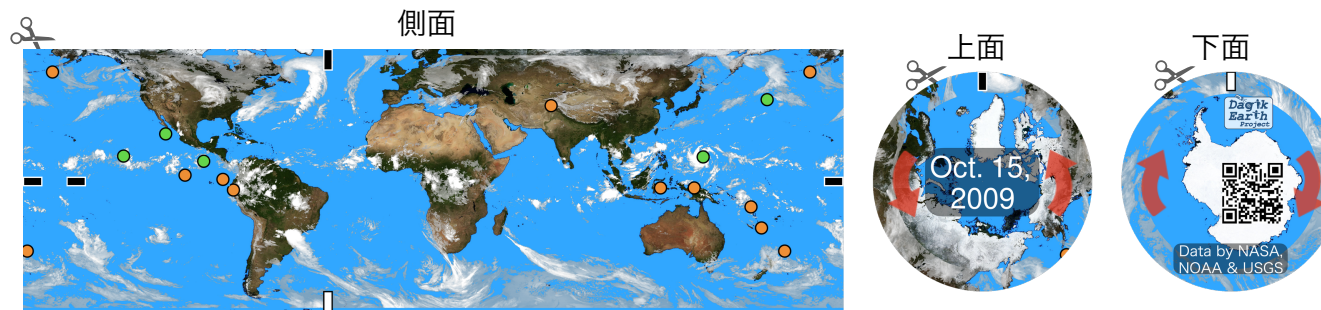 側面
上面
下面
Oct. 15,
2009
Dagik
Earth
Project
Data by NASA,
NOAA & USGS